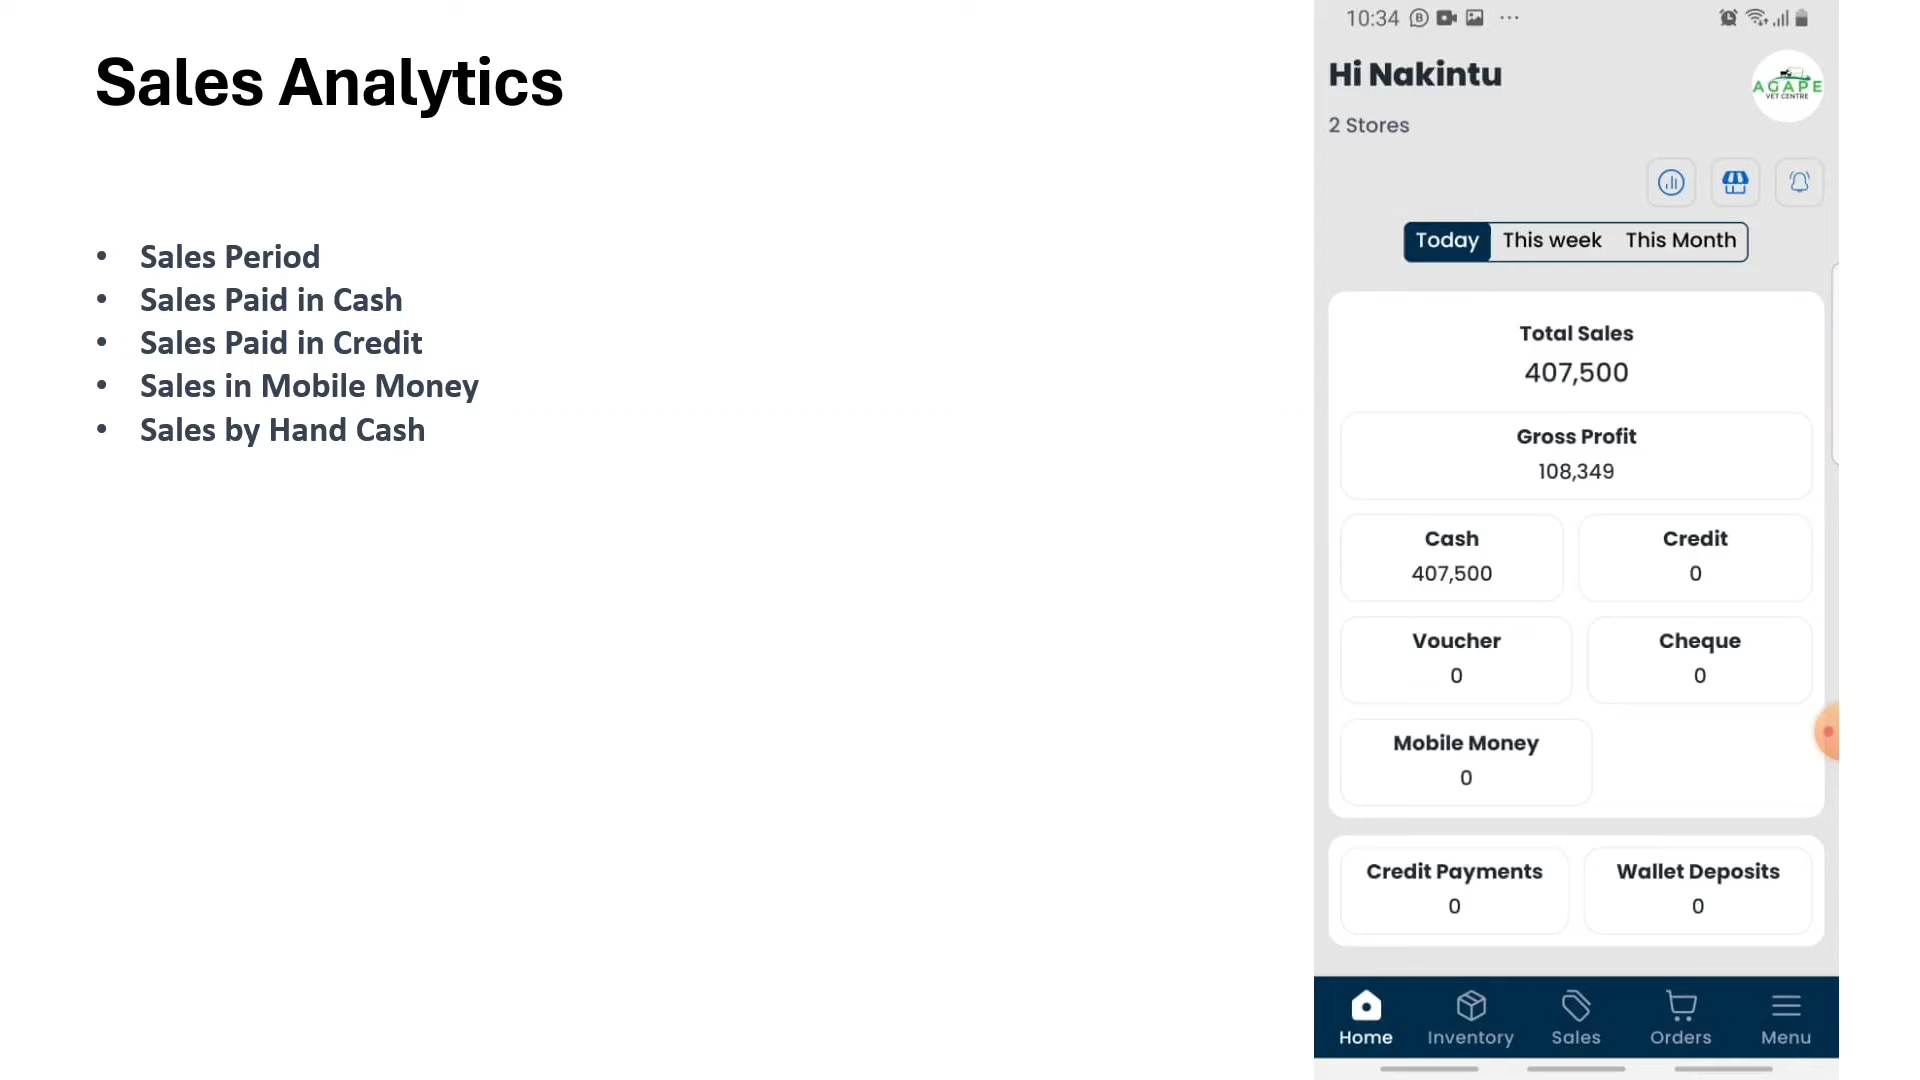 Sales Analytics
• Sales Period
• Sales Paid in Cash
• Sales Paid in Credit
• Sales in Mobile Money
• Sales by Hand Cash
10:34
Hi Nakintu
2 Stores
AGAPE
VET CENTRE
Today This week This Month
Total Sales
407,500
Gross Profit
108,349
Cash Credit
407,500 0
Voucher Cheque
0 0
Mobile Money
0
Credit Payments Wallet Deposits
0 0
Home Inventory Sales Orders Menu